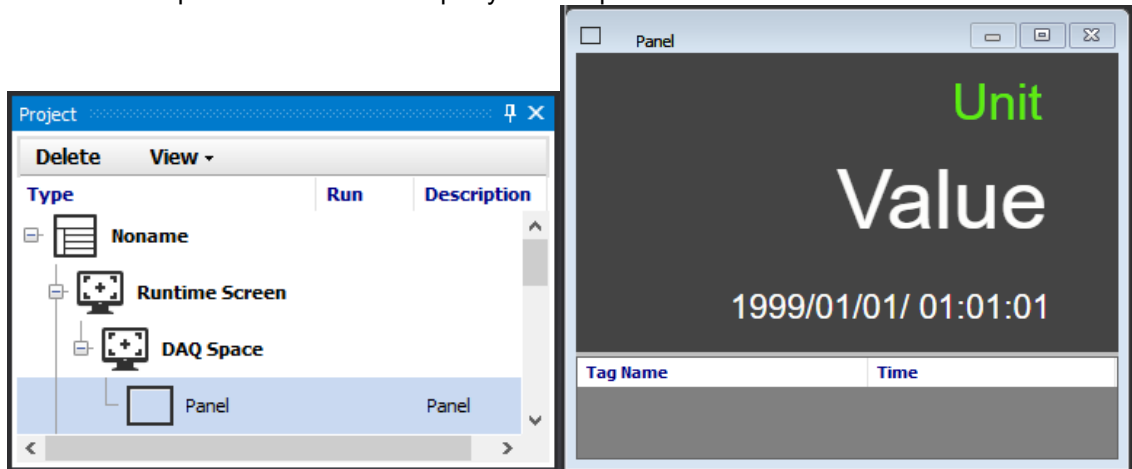 Project
Delete View
Type Run Description
Noname
Runtime Screen
DAQ Space
Panel Panel
Panel
Unit
Value
1999/01/01/ 01:01:01
Tag Name Time